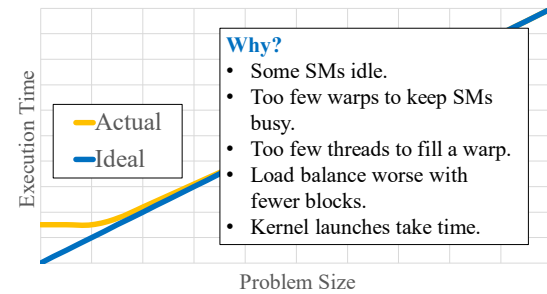 Why?
• Some SMs idle.
• Too few warps to keep SMs
busy.
• Too few threads to fill a warp.
• Load balance worse with
fewer blocks.
• Kernel launches take time.
Execution Time
Actual
Ideal
Problem Size